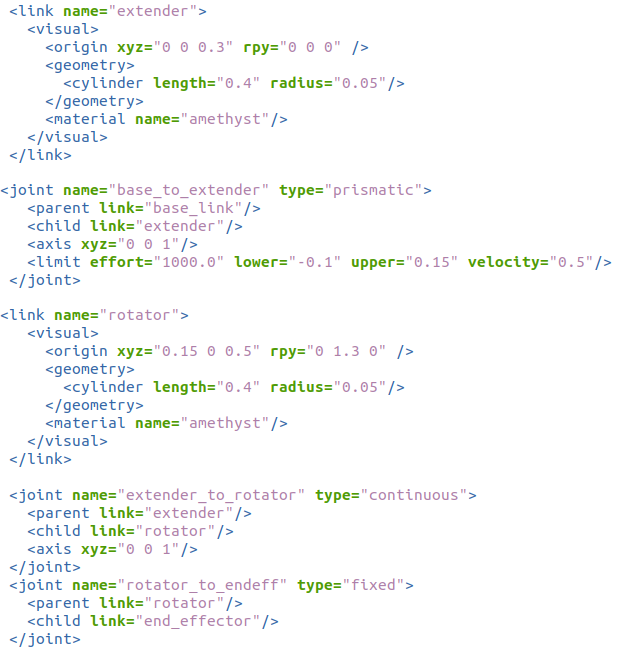 <link name="extender">
<visual>
<origin xyz="0 0 0.3" rpy="0 0 0" />
<geometry>
<cylinder length="0.4" radius="0.05"/>
</geometry>
<material name="amethyst"/>
</visual>
</link>
<joint name="base_to_extender" type="prismatic">
<parent link="base_link"/>
<child link="extender"/>
<axis xyz="0 0 1"/>
<limit effort="1000.0" lower="-0.1" upper="0.15" velocity="0.5"/>
</joint>
<link name="rotator">
<visual>
<origin xyz="0.15 0 0.5" rpy="0 1.3 0" />
<geometry>
<cylinder length="0.4" radius="0.05"/>
</geometry>
<material name="amethyst"/>
</visual>
</link>
<joint name="extender_to_rotator" type="continuous">
<parent link="extender"/>
<child link="rotator"/>
<axis xyz="0 0 1"/>
</joint>
<joint name="rotator_to_endeff" type="fixed">
<parent link="rotator"/>
<child link="end_effector"/>
</joint>